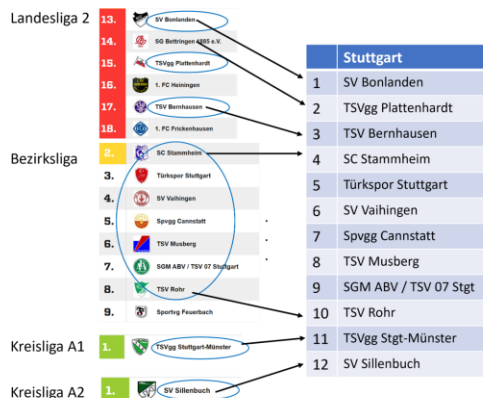 Landesliga 2
13. SV Bonlanden
14. SG Bettringen 1885 e.V.
15. TSVgg Plattenhardt
16. 1. FC Heiningen
17. TSV Bernhausen
18. 1. FC Frickenhausen
Bezirksliga
2. SC Stammheim
3. Türkspor Stuttgart
4. SV Vaihingen
5. Spvgg Cannstatt
6. TSV Musberg
7. SGM ABV / TSV 07 Stuttgart
8. TSV Rohr
9. Sportvg Feuerbach
Kreisliga A1
1. TSVgg Stuttgart-Münster
Kreisliga A2
1. SV Sillenbuch
Stuttgart
1 SV Bonlanden
2 TSVgg Plattenhardt
3 TSV Bernhausen
4 SC Stammheim
5 Türkspor Stuttgart
6 SV Vaihingen
7 Spvgg Cannstatt
8 TSV Musberg
9 SGM ABV / TSV 07 Stgt
10 TSV Rohr
11 TSVgg Stgt-Münster
12 SV Sillenbuch